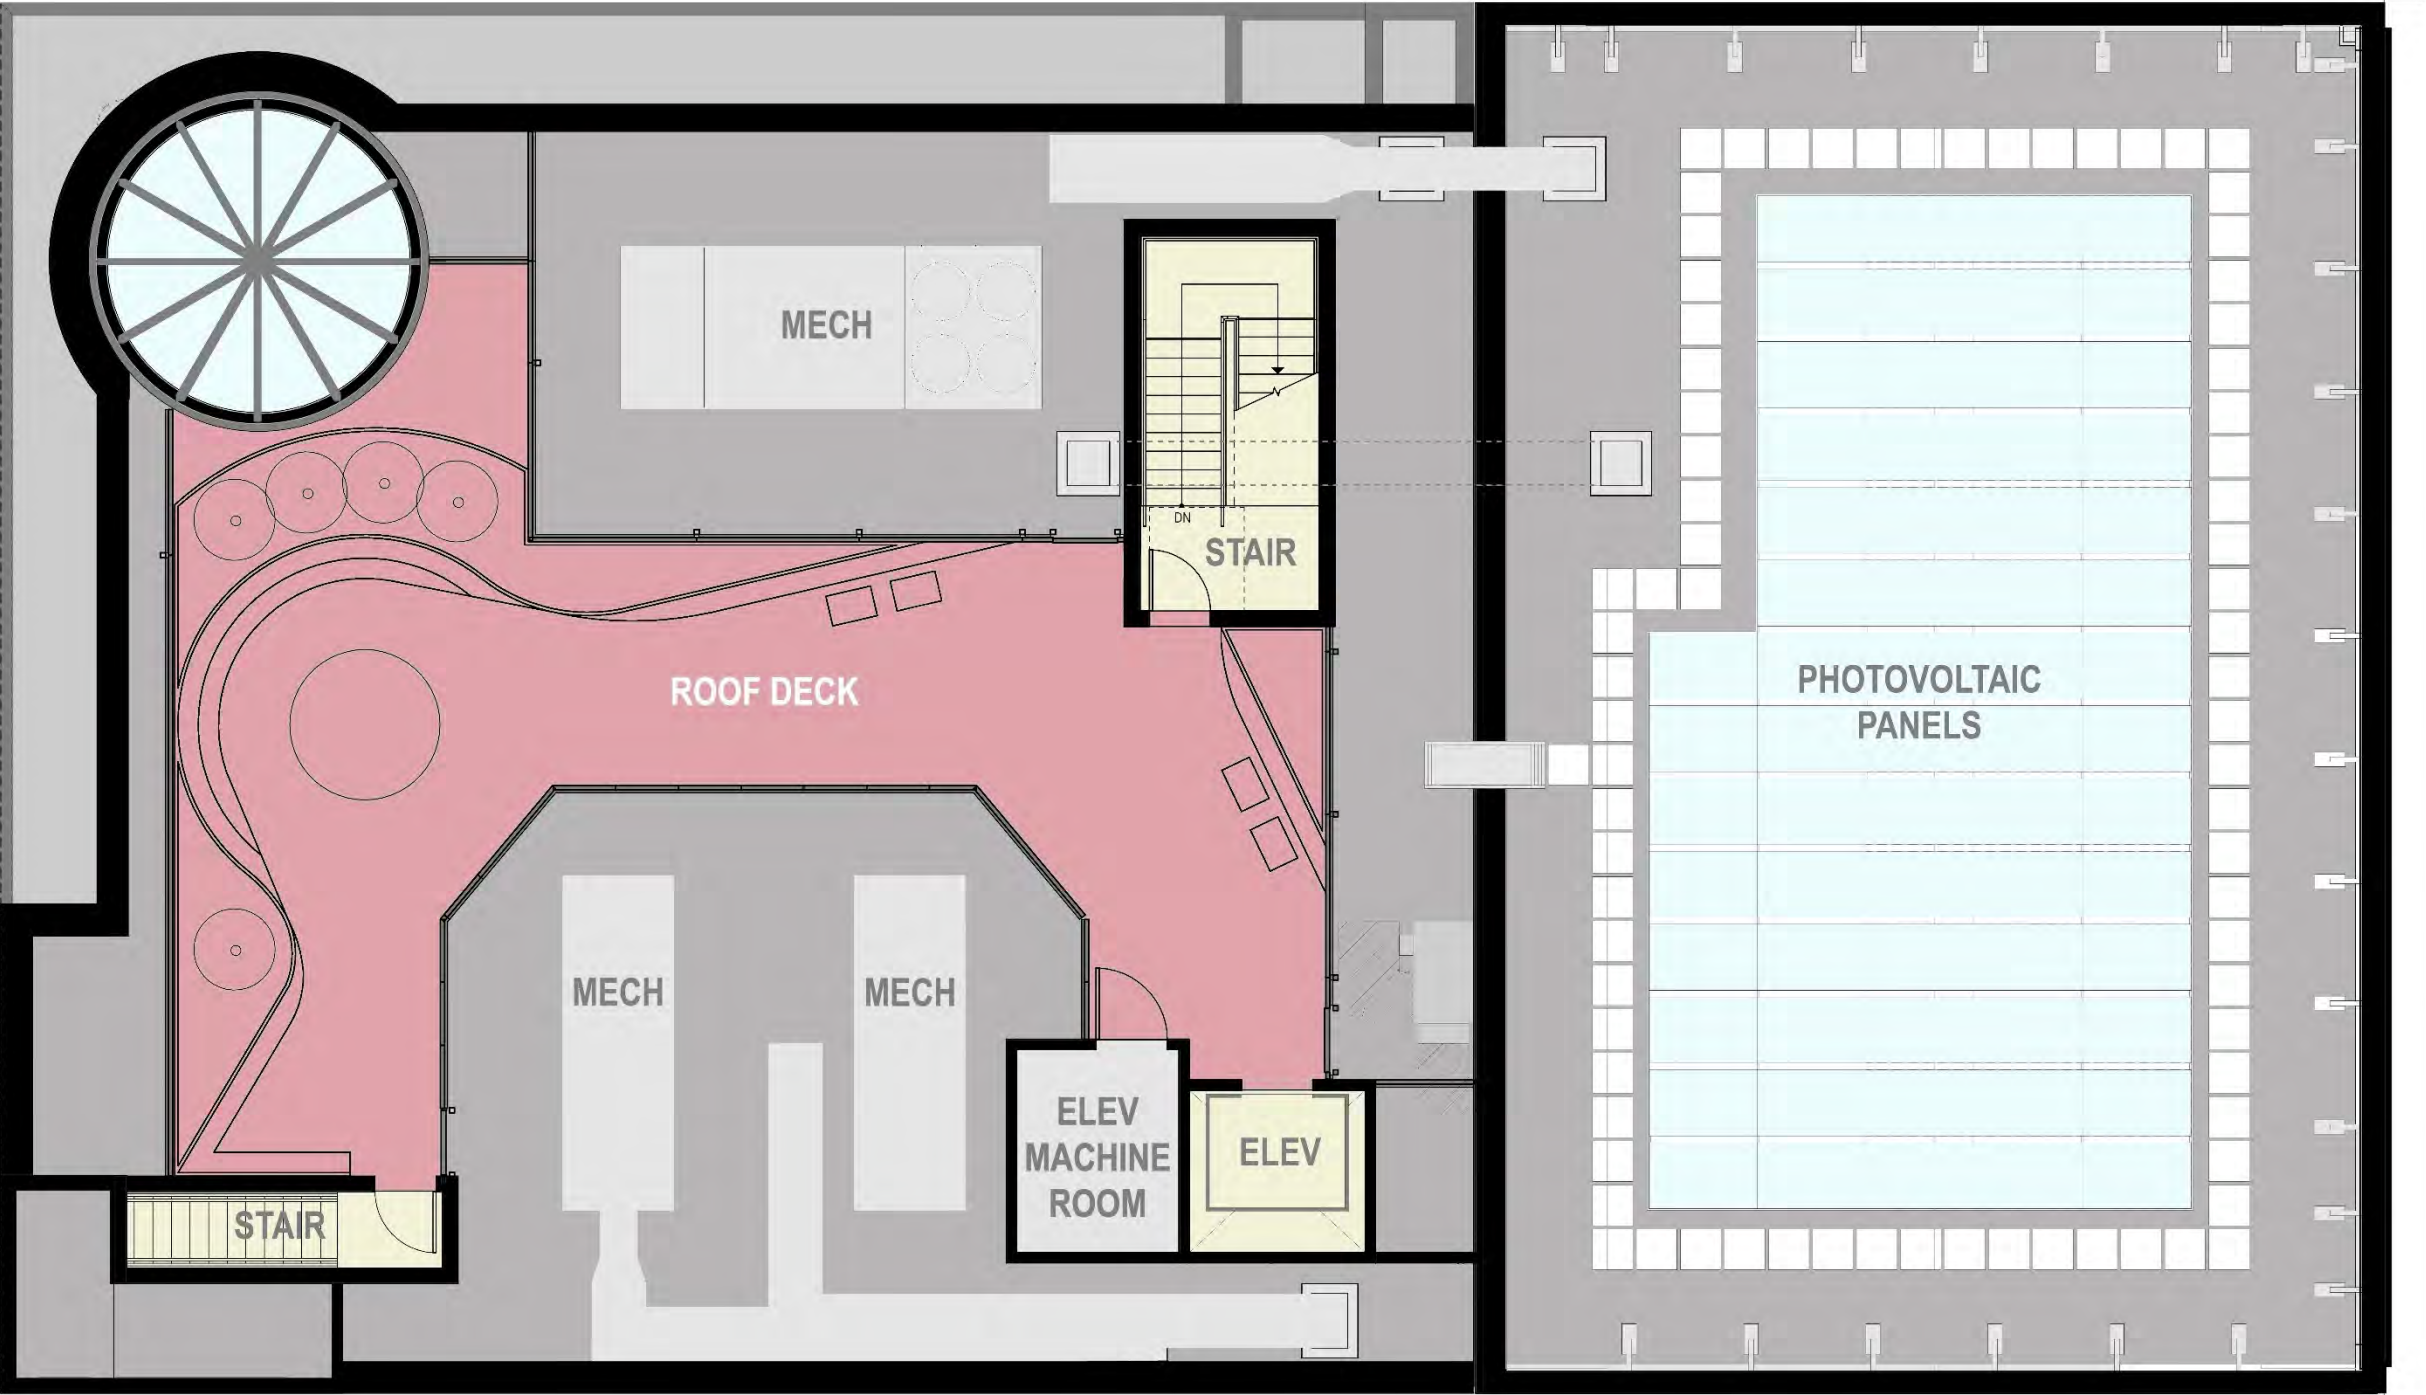 MECH
DN
STAIR
ROOF DECK
PHOTOVOLTAIC
PANELS
MECH
MECH
ELEV
MACHINE
ROOM
ELEV
STAIR